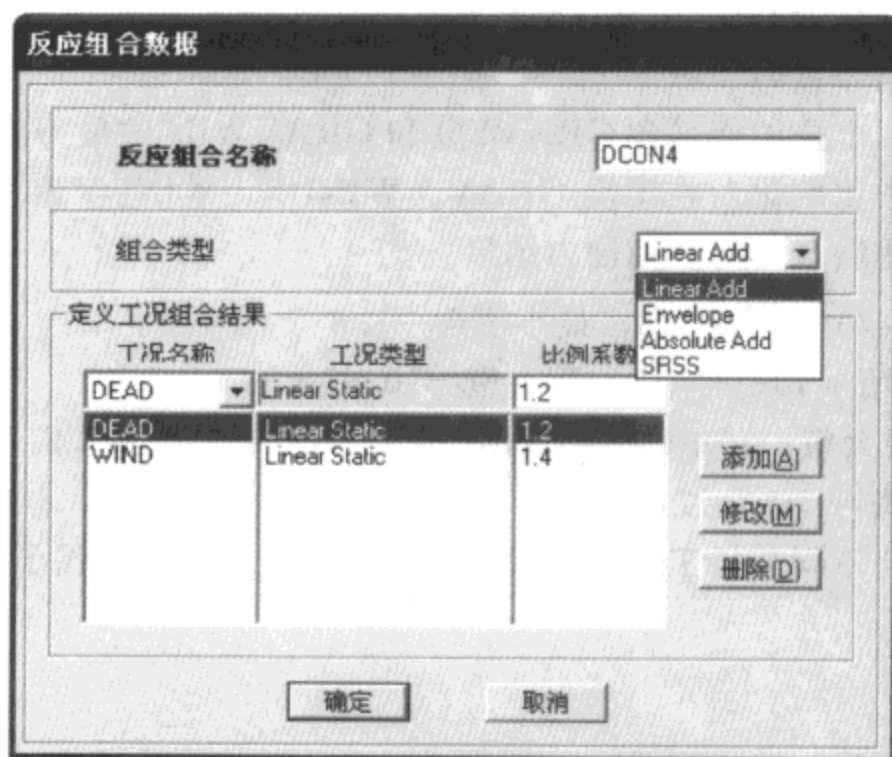 反应组合数据
反应组合名称 DCON4
组合类型 Linear Add
Linear Add
Envelope
Absolute Add
SRSS
定义工况组合结果
工况名称 工况类型 比例系数
DEAD Linear Static 1.2
DEAD Linear Static 1.2
WIND Linear Static 1.4
添加(A)
修改(M)
删除(D)
确定 取消